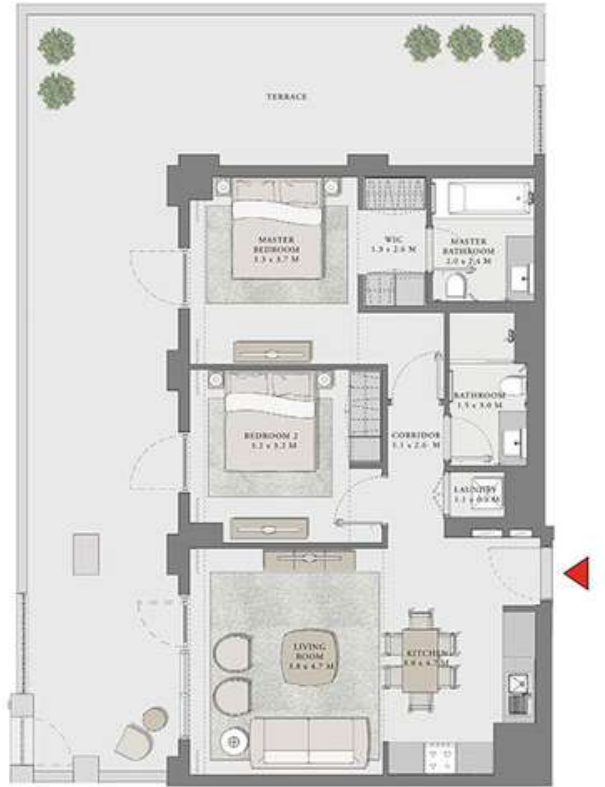 TERRACE
MASTER
BEDROOM
3.3 x 3.7 M
WIC
MASTER
BATHROOM
2.0 x 2.4 M
BATHROOM
1.5 x 3.0 M
BEDROOM 2
3.2 x 3.2 M
CORRIDOR
1.1 x 2.6 M
LAUNDRY
LIVING
ROOM
3.8 x 4.7 M
KITCHEN